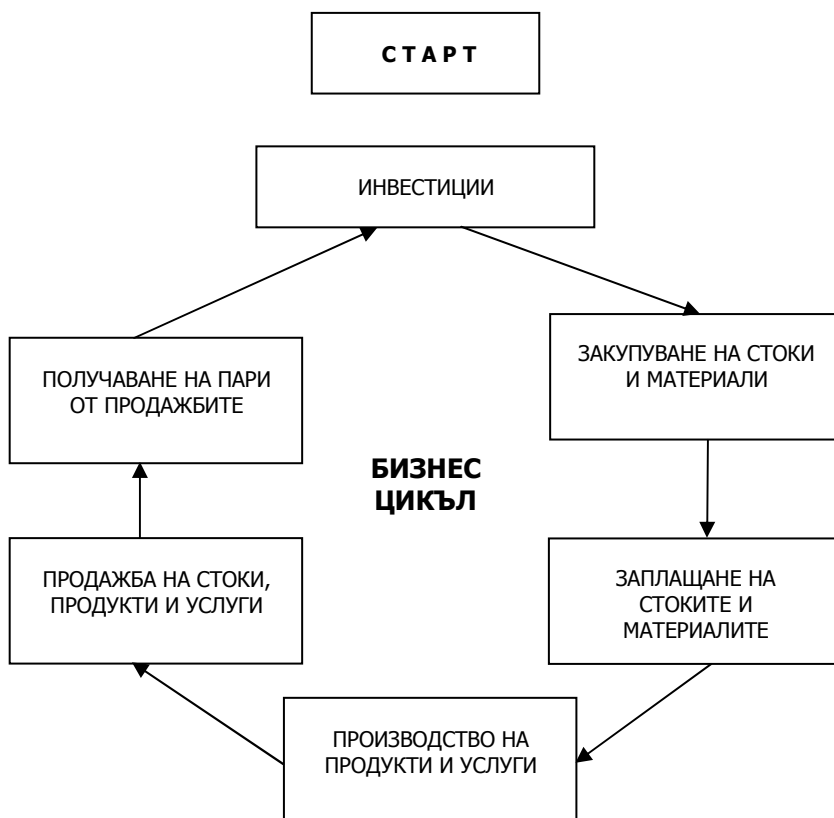 С Т А Р Т
ИНВЕСТИЦИИ
ЗАКУПУВАНЕ НА СТОКИ
И МАТЕРИАЛИ
ЗАПЛАЩАНЕ НА
СТОКИТЕ И
МАТЕРИАЛИТЕ
ПРОИЗВОДСТВО НА
ПРОДУКТИ И УСЛУГИ
ПРОДАЖБА НА СТОКИ,
ПРОДУКТИ И УСЛУГИ
ПОЛУЧАВАНЕ НА ПАРИ
ОТ ПРОДАЖБИТЕ
БИЗНЕС
ЦИКЪЛ